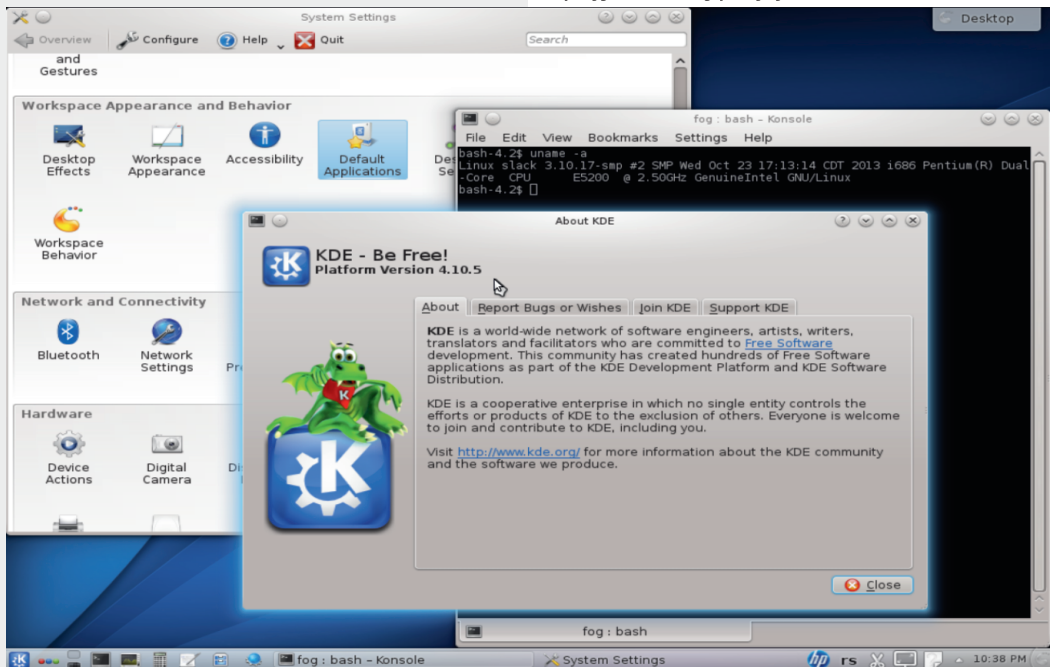 System Settings
Overview Configure Help Quit Search
and
Gestures
Workspace Appearance and Behavior
Desktop
Effects
Workspace
Appearance
Accessibility
Default
Applications
Workspace
Behavior
Network and Connectivity
Bluetooth
Network
Settings
Hardware
Device
Actions
Digital
Camera
Desktop
fog : bash – Konsole
File Edit View Bookmarks Settings Help
bash-4.2$ uname -a
Linux slack 3.10.17-smp #2 SMP Wed Oct 23 17:13:14 CDT 2013 i686 Pentium(R) Dual
-Core CPU E5200 @ 2.50GHz GenuineIntel GNU/Linux
bash-4.2$
About KDE
KDE - Be Free!
Platform Version 4.10.5
About Report Bugs or Wishes Join KDE Support KDE
KDE is a world-wide network of software engineers, artists, writers,
translators and facilitators who are committed to Free Software
development. This community has created hundreds of Free Software
applications as part of the KDE Development Platform and KDE Software
Distribution.
KDE is a cooperative enterprise in which no single entity controls the
efforts or products of KDE to the exclusion of others. Everyone is welcome
to join and contribute to KDE, including you.
Visit http://www.kde.org/ for more information about the KDE community
and the software we produce.
Close
fog : bash
fog : bash – Konsole
System Settings
hp
rs
10:38 PM